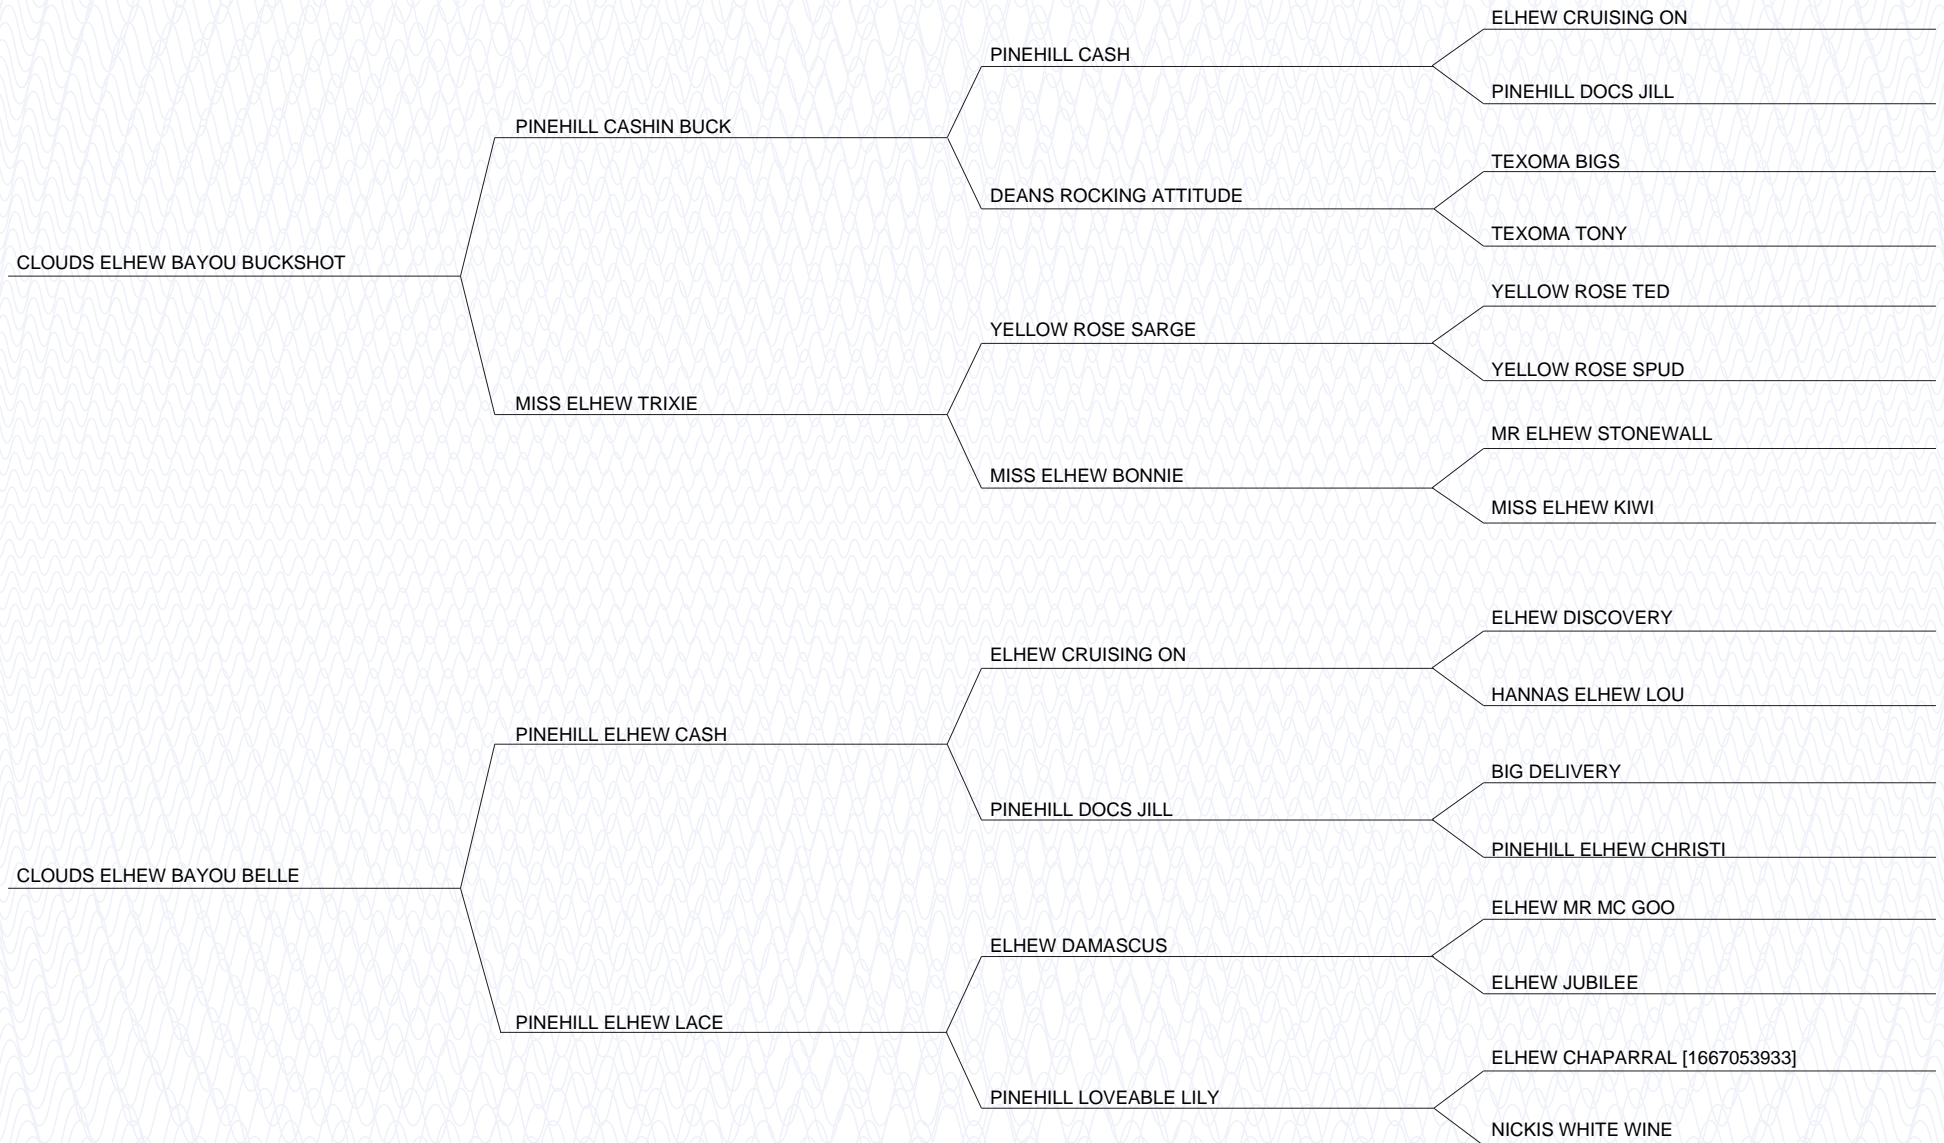 ELHEW CRUISING ON
PINEHILL CASH
PINEHILL DOCS JILL
PINEHILL CASHIN BUCK
TEXOMA BIGS
DEANS ROCKING ATTITUDE
TEXOMA TONY
CLOUDS ELHEW BAYOU BUCKSHOT
YELLOW ROSE TED
YELLOW ROSE SARGE
YELLOW ROSE SPUD
MISS ELHEW TRIXIE
MR ELHEW STONEWALL
MISS ELHEW BONNIE
MISS ELHEW KIWI
ELHEW DISCOVERY
ELHEW CRUISING ON
HANNAS ELHEW LOU
PINEHILL ELHEW CASH
BIG DELIVERY
PINEHILL DOCS JILL
PINEHILL ELHEW CHRISTI
CLOUDS ELHEW BAYOU BELLE
ELHEW MR MC GOO
ELHEW DAMASCUS
ELHEW JUBILEE
PINEHILL ELHEW LACE
ELHEW CHAPARRAL [1667053933]
PINEHILL LOVEABLE LILY
NICKIS WHITE WINE